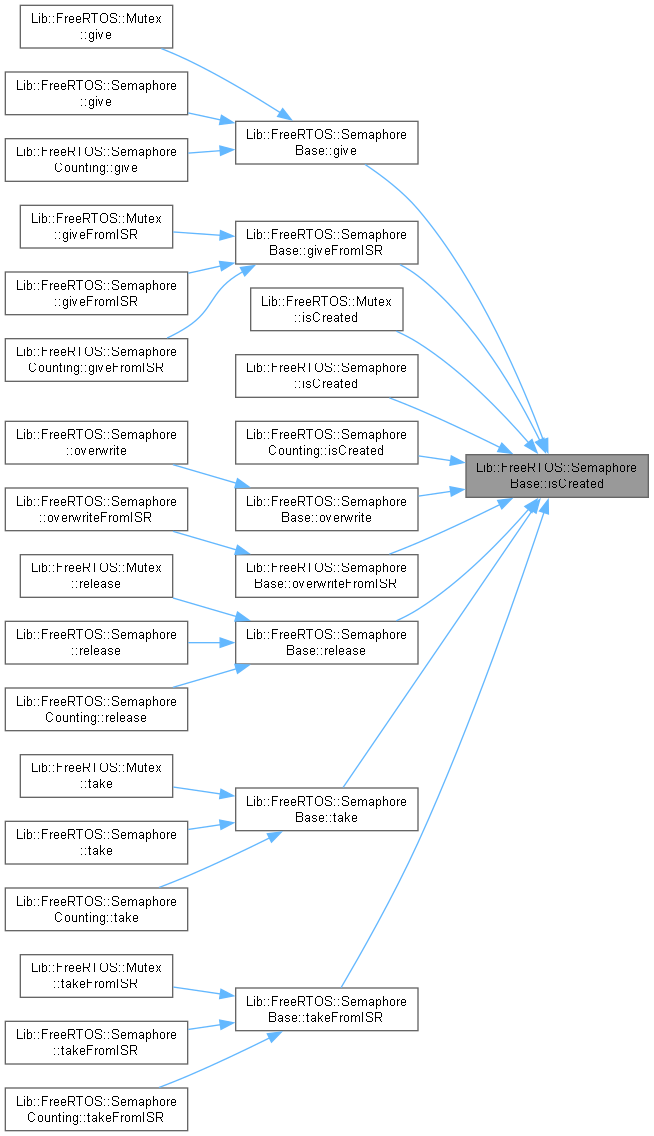 Lib::FreeRTOS::Mutex
::give
Lib::FreeRTOS::Semaphore
::give
Lib::FreeRTOS::Semaphore
Counting::give
Lib::FreeRTOS::Mutex
::giveFromISR
Lib::FreeRTOS::Semaphore
::giveFromISR
Lib::FreeRTOS::Semaphore
Counting::giveFromISR
Lib::FreeRTOS::Semaphore
::overwrite
Lib::FreeRTOS::Semaphore
::overwriteFromISR
Lib::FreeRTOS::Mutex
::release
Lib::FreeRTOS::Semaphore
::release
Lib::FreeRTOS::Semaphore
Counting::release
Lib::FreeRTOS::Mutex
::take
Lib::FreeRTOS::Semaphore
::take
Lib::FreeRTOS::Semaphore
Counting::take
Lib::FreeRTOS::Mutex
::takeFromISR
Lib::FreeRTOS::Semaphore
::takeFromISR
Lib::FreeRTOS::Semaphore
Counting::takeFromISR
Lib::FreeRTOS::Semaphore
Base::give
Lib::FreeRTOS::Semaphore
Base::giveFromISR
Lib::FreeRTOS::Mutex
::isCreated
Lib::FreeRTOS::Semaphore
::isCreated
Lib::FreeRTOS::Semaphore
Counting::isCreated
Lib::FreeRTOS::Semaphore
Base::overwrite
Lib::FreeRTOS::Semaphore
Base::overwriteFromISR
Lib::FreeRTOS::Semaphore
Base::release
Lib::FreeRTOS::Semaphore
Base::take
Lib::FreeRTOS::Semaphore
Base::takeFromISR
Lib::FreeRTOS::Semaphore
Base::isCreated